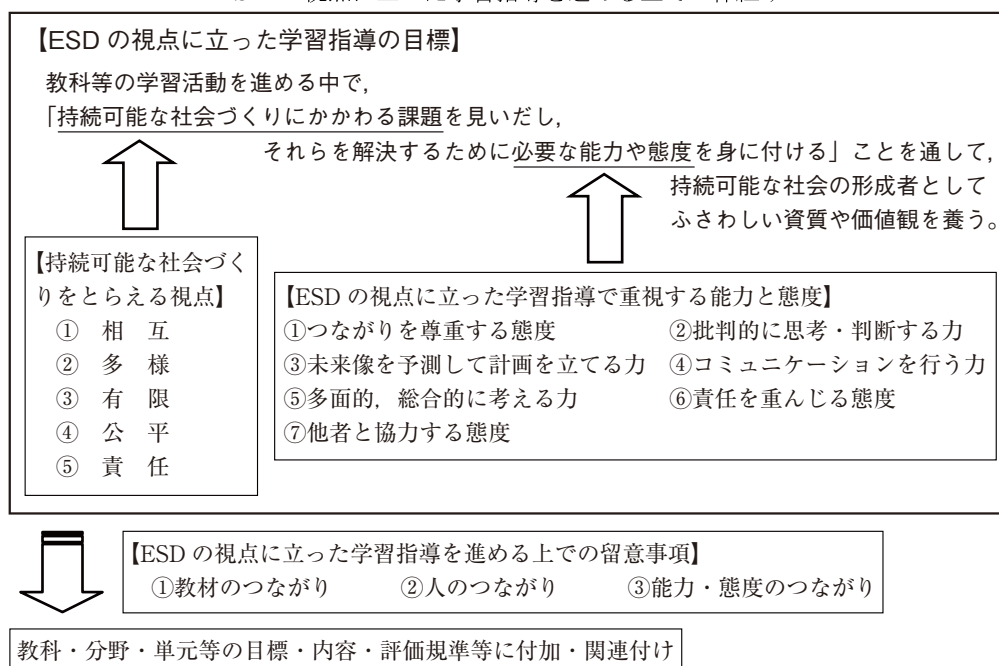 【ESD の視点に立った学習指導の目標】
教科等の学習活動を進める中で，
「持続可能な社会づくりにかかわる課題を見いだし，
それらを解決するために必要な能力や態度を身に付ける」ことを通して，
持続可能な社会の形成者として
ふさわしい資質や価値観を養う。
【持続可能な社会づく
りをとらえる視点】
① 相 互
② 多 様
③ 有 限
④ 公 平
⑤ 責 任
【ESD の視点に立った学習指導で重視する能力と態度】
①つながりを尊重する態度 ②批判的に思考・判断する力
③未来像を予測して計画を立てる力 ④コミュニケーションを行う力
⑤多面的，総合的に考える力 ⑥責任を重んじる態度
⑦他者と協力する態度
【ESD の視点に立った学習指導を進める上での留意事項】
①教材のつながり ②人のつながり ③能力・態度のつながり
教科・分野・単元等の目標・内容・評価規準等に付加・関連付け